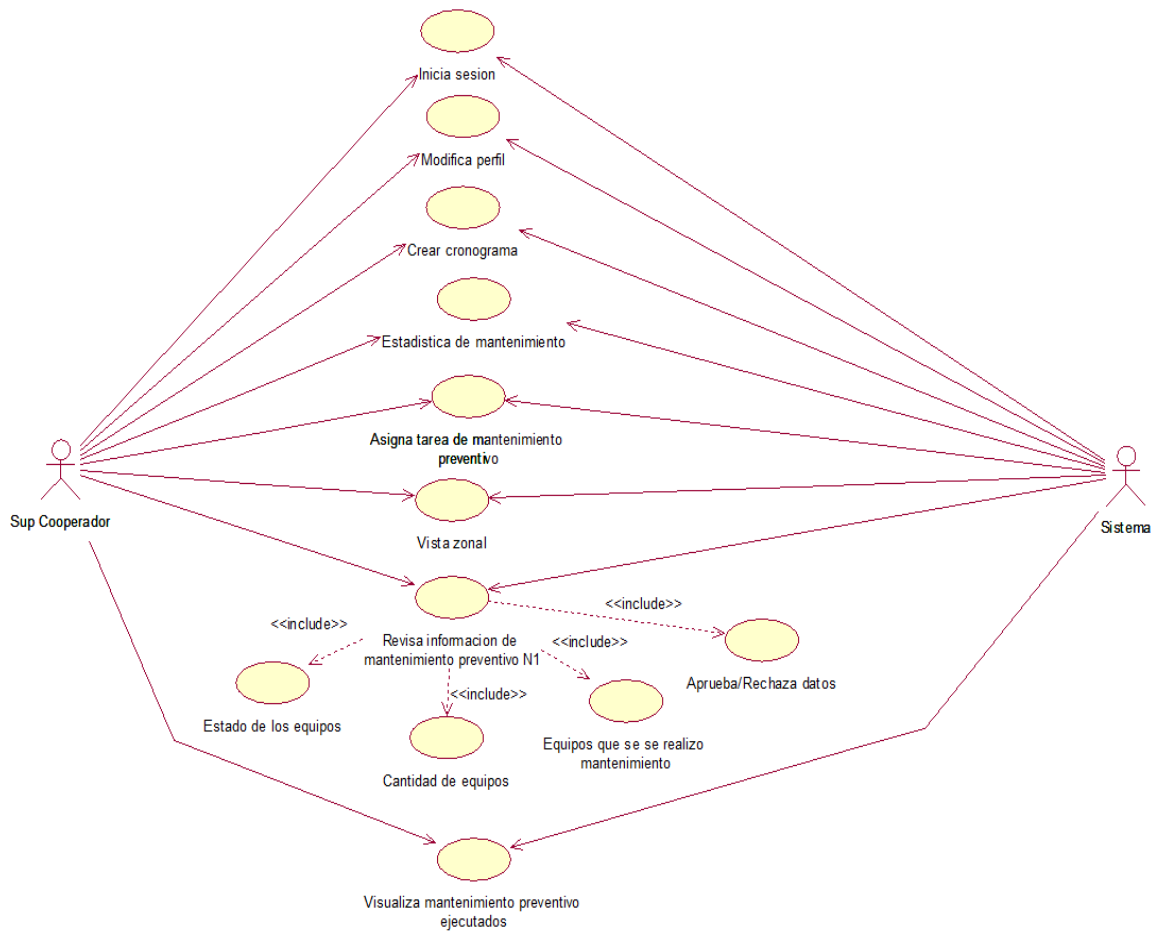 Inicia sesion
Modifica perfil
Crear cronograma
Estadistica de mantenimiento
Asigna tarea de mantenimiento
preventivo
Sup Cooperador
Sistema
Vista zonal
<<include>>
<<include>>
Revisa informacion de
mantenimiento preventivo N1
<<include>>
Aprueba/Rechaza datos
<<include>>
Estado de los equipos
Equipos que se se realizo
mantenimiento
Cantidad de equipos
Visualiza mantenimiento preventivo
ejecutados